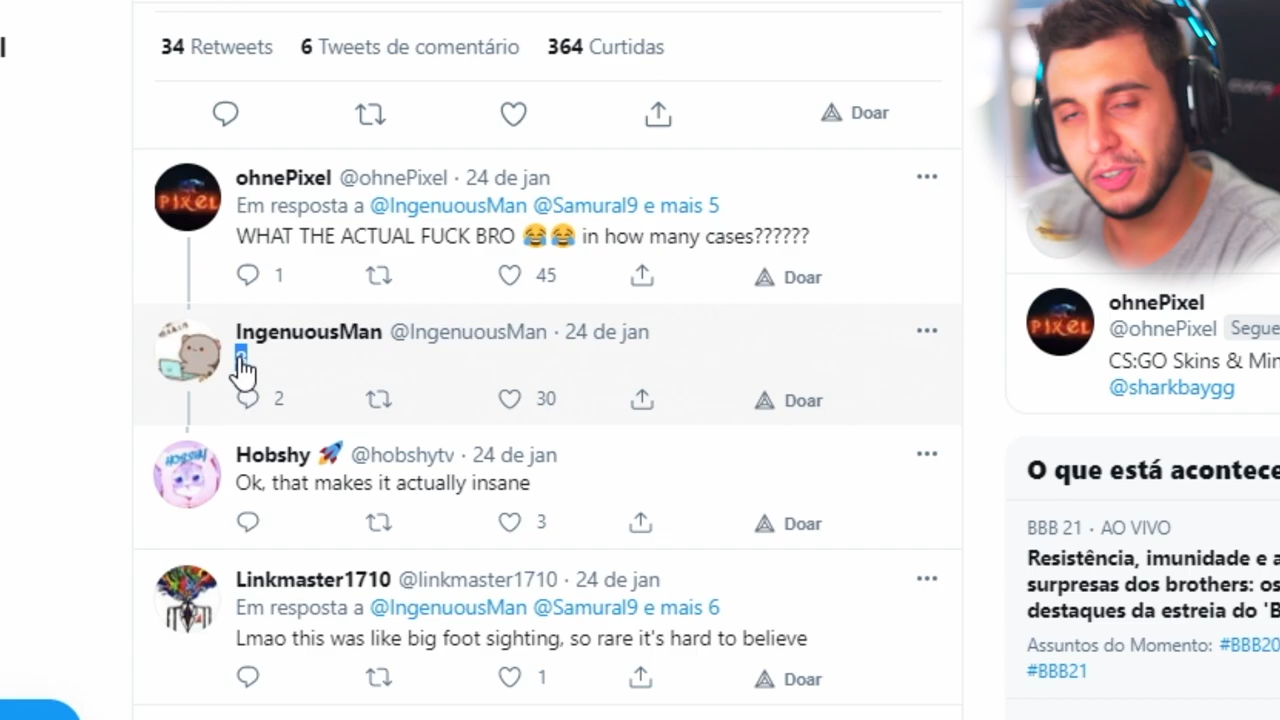 34 Retweets 6 Tweets de comentário 364 Curtidas
Doar
ohnePixel @ohnePixel · 24 de jan
Em resposta a @IngenuousMan @Samural9 e mais 5
WHAT THE ACTUAL FUCK BRO 😂😂 in how many cases??????
1 45 Doar
IngenuousMan @IngenuousMan · 24 de jan
2 30 Doar
Hobshy 🚀 @hobshytv · 24 de jan
Ok, that makes it actually insane
3 Doar
Linkmaster1710 @linkmaster1710 · 24 de jan
Em resposta a @IngenuousMan @Samural9 e mais 6
Lmao this was like big foot sighting, so rare it's hard to believe
1 Doar
PIXEL
HOBSHY
PIXEL
ohnePixel
@ohnePixel Segue
CS:GO Skins & Min
@sharkbaygg
O que está acontece
BBB 21 · AO VIVO
Resistência, imunidade e a
surpresas dos brothers: os
destaques da estreia do 'B
Assuntos do Momento: #BBB20
#BBB21